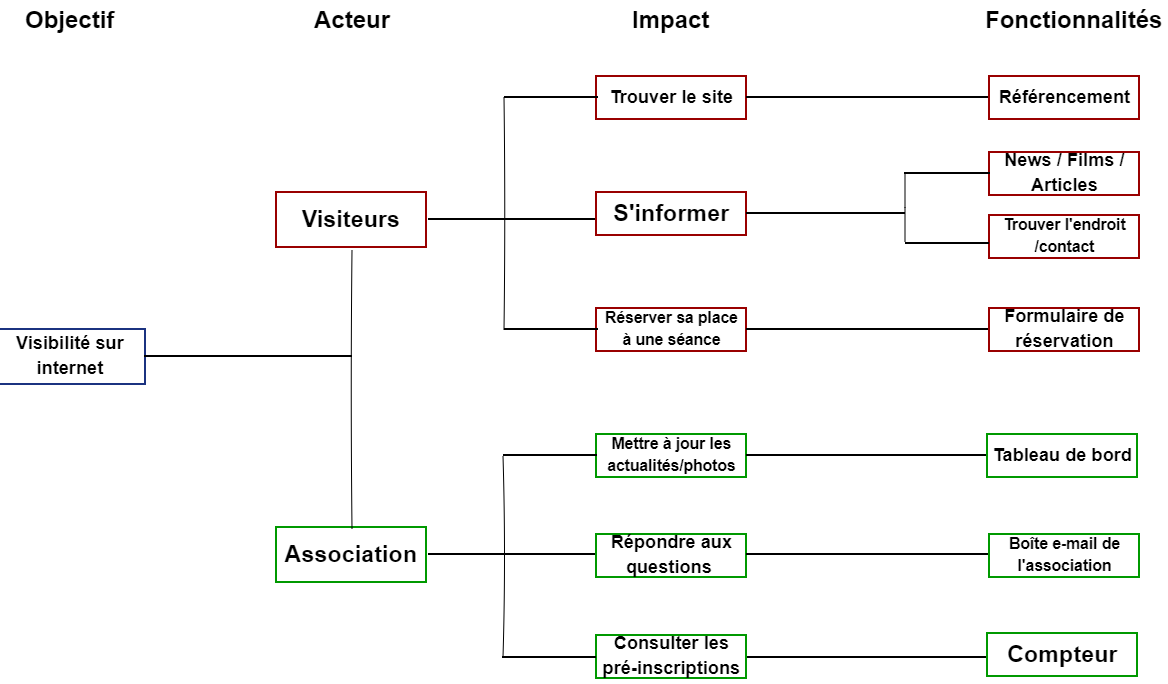 Objectif
Acteur
Impact
Fonctionnalités
Trouver le site
Référencement
News / Films /
Articles
Visiteurs
S'informer
Trouver l'endroit
/contact
Réserver sa place
à une séance
Formulaire de
réservation
Visibilité sur
internet
Mettre à jour les
actualités/photos
Tableau de bord
Association
Répondre aux
questions
Boîte e-mail de
l'association
Consulter les
pré-inscriptions
Compteur